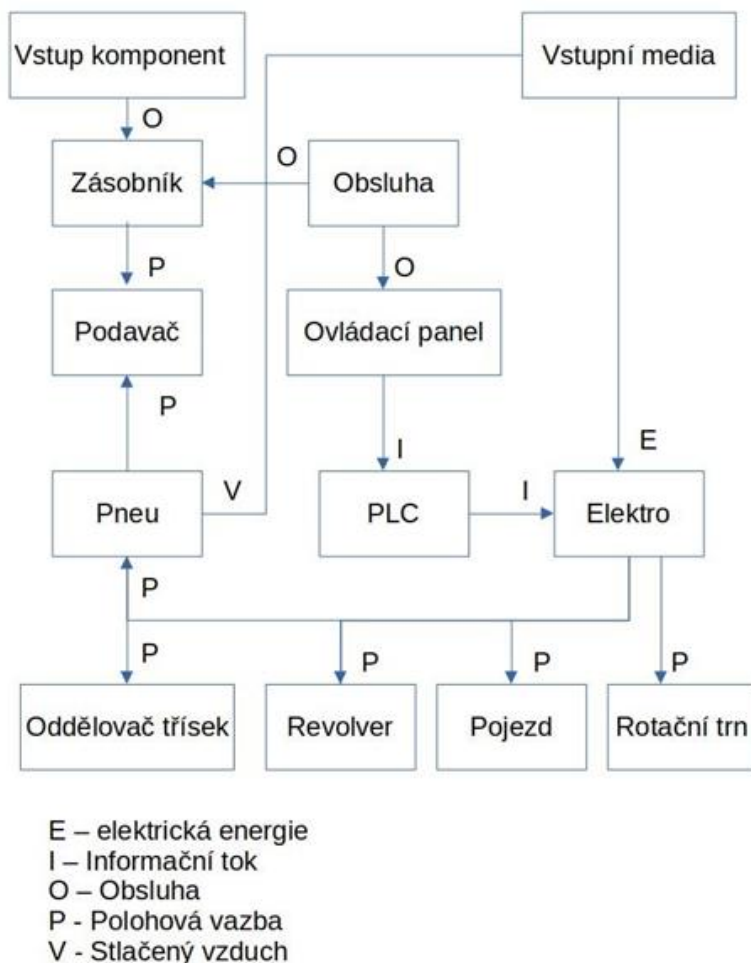 Vstup komponent
Vstupní media
O
Zásobník
O
Obsluha
P
O
Podavač
Ovládací panel
P
I
E
Pneu
V
PLC
I
Elektro
P
P
P
P
P
Oddělovač třísek
Revolver
Pojezd
Rotační trn
E – elektrická energie
I – Informační tok
O – Obsluha
P - Polohová vazba
V - Stlačený vzduch